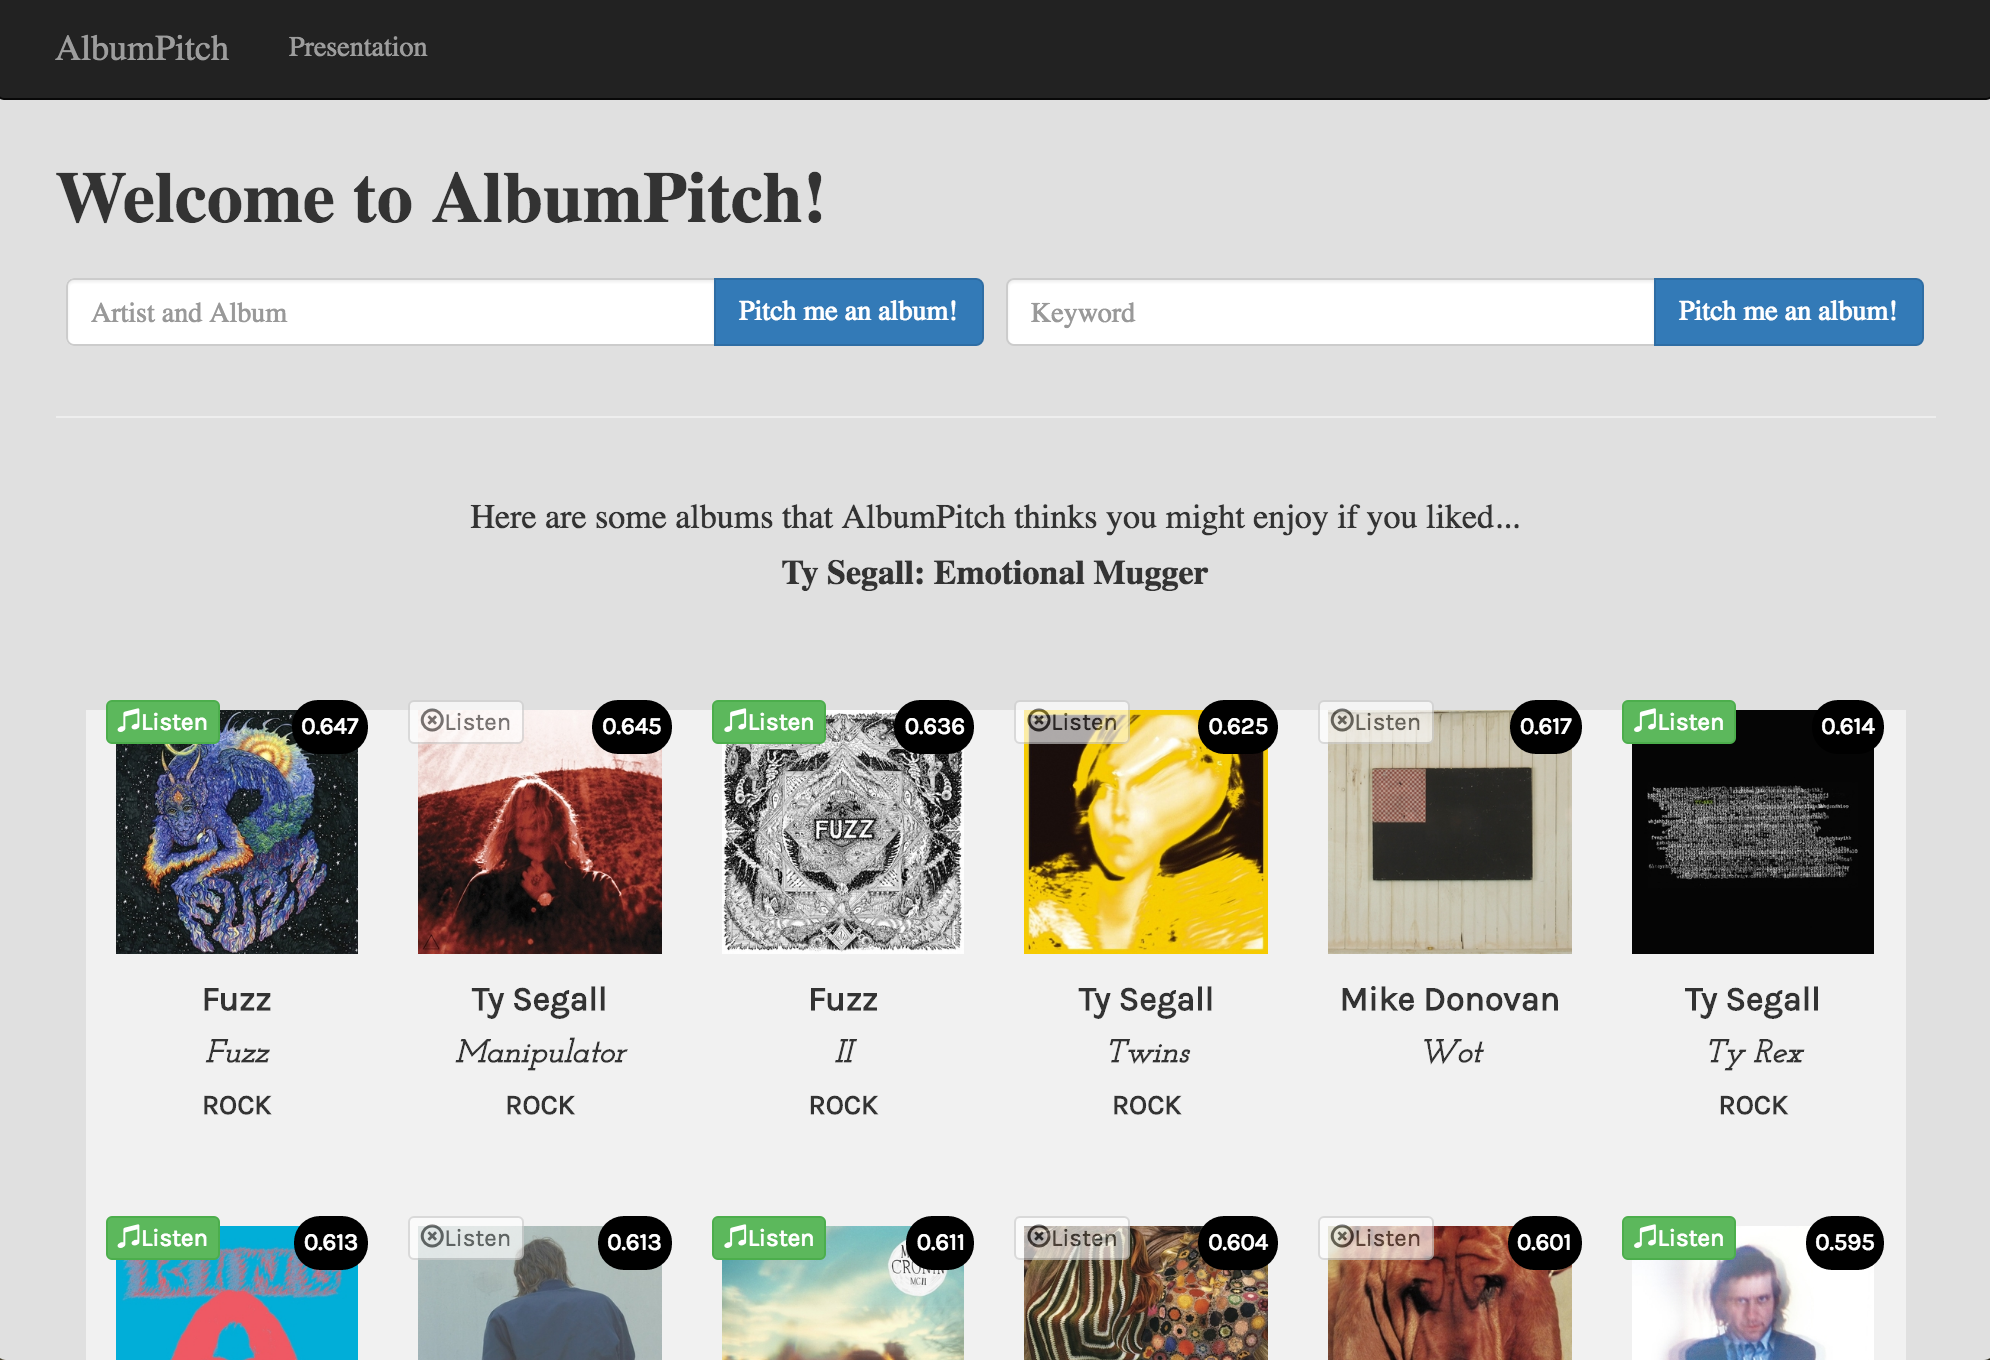 AlbumPitch Presentation
Welcome to AlbumPitch!
Artist and Album Pitch me an album! Keyword Pitch me an album!
Here are some albums that AlbumPitch thinks you might enjoy if you liked...
Ty Segall: Emotional Mugger
Listen 0.647 Listen 0.645 Listen 0.636 Listen 0.625 Listen 0.617 Listen 0.614
FUZZ FUZZ
Fuzz Ty Segall Fuzz Ty Segall Mike Donovan Ty Segall
Fuzz Manipulator II Twins Wot Ty Rex
ROCK ROCK ROCK ROCK ROCK
Listen 0.613 Listen 0.613 Listen 0.611 Listen 0.604 Listen 0.601 Listen 0.595
CRONIN
MCII